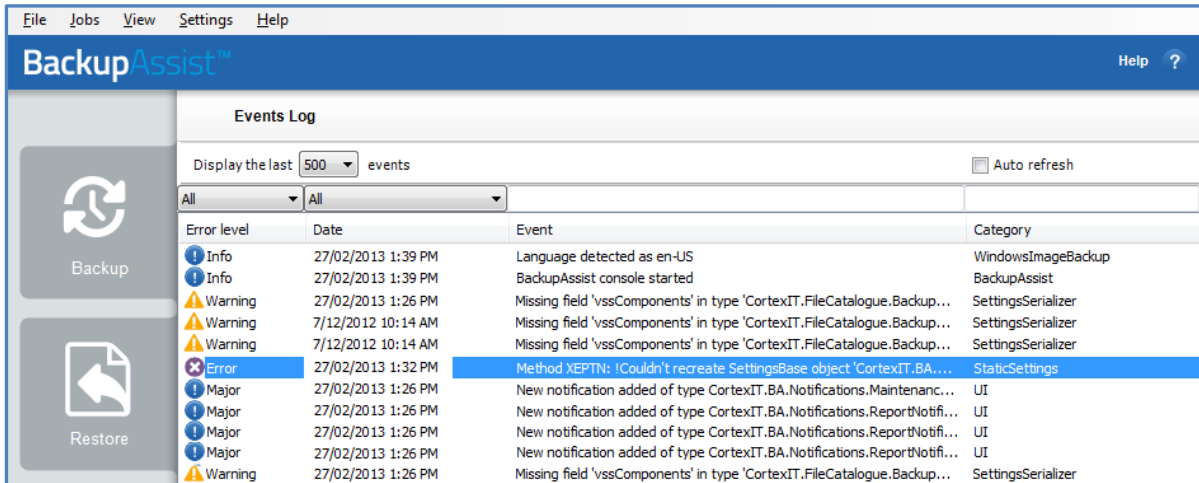 File Jobs View Settings Help
BackupAssist™ Help ?
Events Log
Display the last 500 events Auto refresh
All All
Error level Date Event Category
Info 27/02/2013 1:39 PM Language detected as en-US WindowsImageBackup
Info 27/02/2013 1:39 PM BackupAssist console started BackupAssist
Backup
Warning 27/02/2013 1:26 PM Missing field 'vssComponents' in type 'CortexIT.FileCatalogue.Backup... SettingsSerializer
Warning 7/12/2012 10:14 AM Missing field 'vssComponents' in type 'CortexIT.FileCatalogue.Backup... SettingsSerializer
Warning 7/12/2012 10:14 AM Missing field 'vssComponents' in type 'CortexIT.FileCatalogue.Backup... SettingsSerializer
Error 27/02/2013 1:32 PM Method XEPTN: !Couldn't recreate SettingsBase object 'CortexIT.BA.... StaticSettings
Major 27/02/2013 1:26 PM New notification added of type CortexIT.BA.Notifications.Maintenanc... UI
Major 27/02/2013 1:26 PM New notification added of type CortexIT.BA.Notifications.ReportNotifi... UI
Major 27/02/2013 1:26 PM New notification added of type CortexIT.BA.Notifications.ReportNotifi... UI
Restore
Major 27/02/2013 1:26 PM New notification added of type CortexIT.BA.Notifications.ReportNotifi... UI
Warning 27/02/2013 1:26 PM Missing field 'vssComponents' in type 'CortexIT.FileCatalogue.Backup... SettingsSerializer